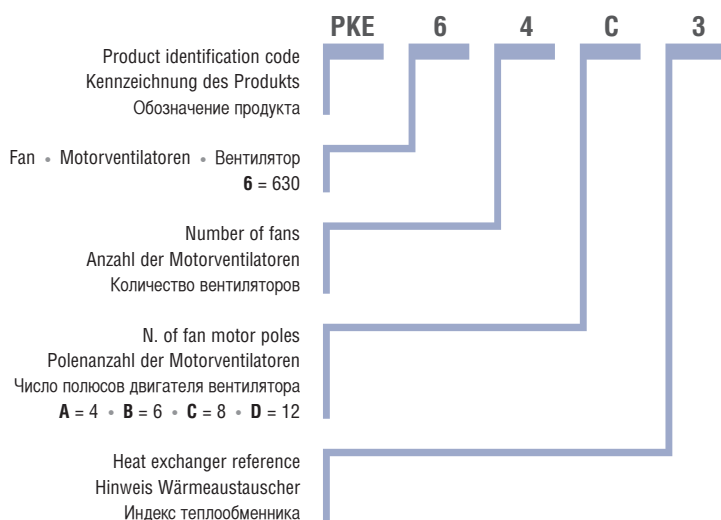 PKE 6 4 C 3
Product identification code
Kennzeichnung des Produkts
Обозначение продукта
Fan • Motorventilatoren • Вентилятор
6 = 630
Number of fans
Anzahl der Motorventilatoren
Количество вентиляторов
N. of fan motor poles
Polenanzahl der Motorventilatoren
Число полюсов двигателя вентилятора
A = 4 • B = 6 • C = 8 • D = 12
Heat exchanger reference
Hinweis Wärmeaustauscher
Индекс теплообменника